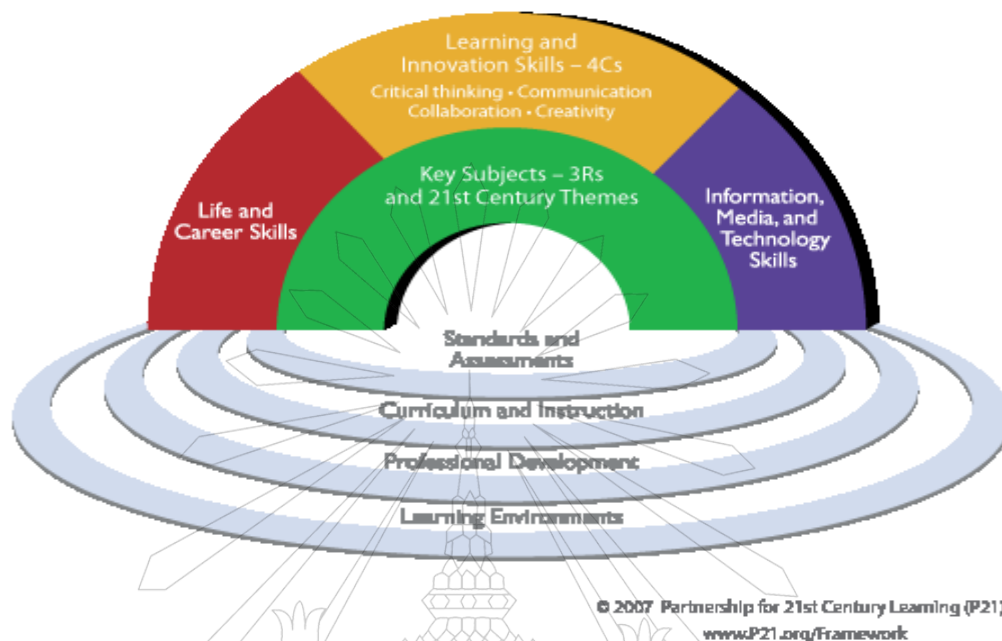 Learning and
Innovation Skills – 4Cs
Critical thinking • Communication
Collaboration • Creativity
Key Subjects – 3Rs
and 21st Century Themes
Life and
Career Skills
Information,
Media, and
Technology
Skills
Standards and
Assessments
Curriculum and Instruction
Professional Development
Learning Environments
© 2007 Partnership for 21st Century Learning (P21)
www.P21.org/Framework